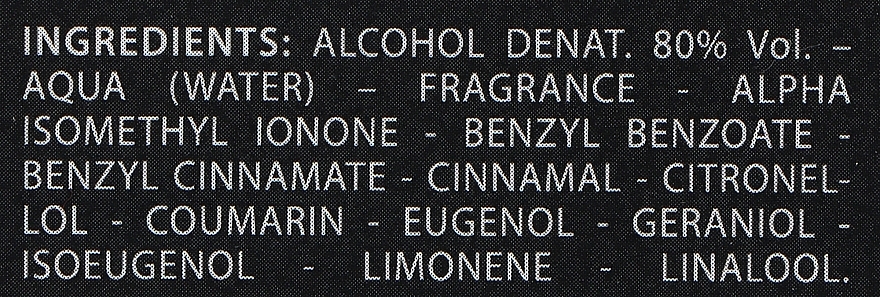 INGREDIENTS: ALCOHOL DENAT. 80% Vol. –
AQUA (WATER) – FRAGRANCE - ALPHA
ISOMETHYL IONONE - BENZYL BENZOATE -
BENZYL CINNAMATE - CINNAMAL - CITRONEL-
LOL - COUMARIN - EUGENOL - GERANIOL -
ISOEUGENOL - LIMONENE - LINALOOL.